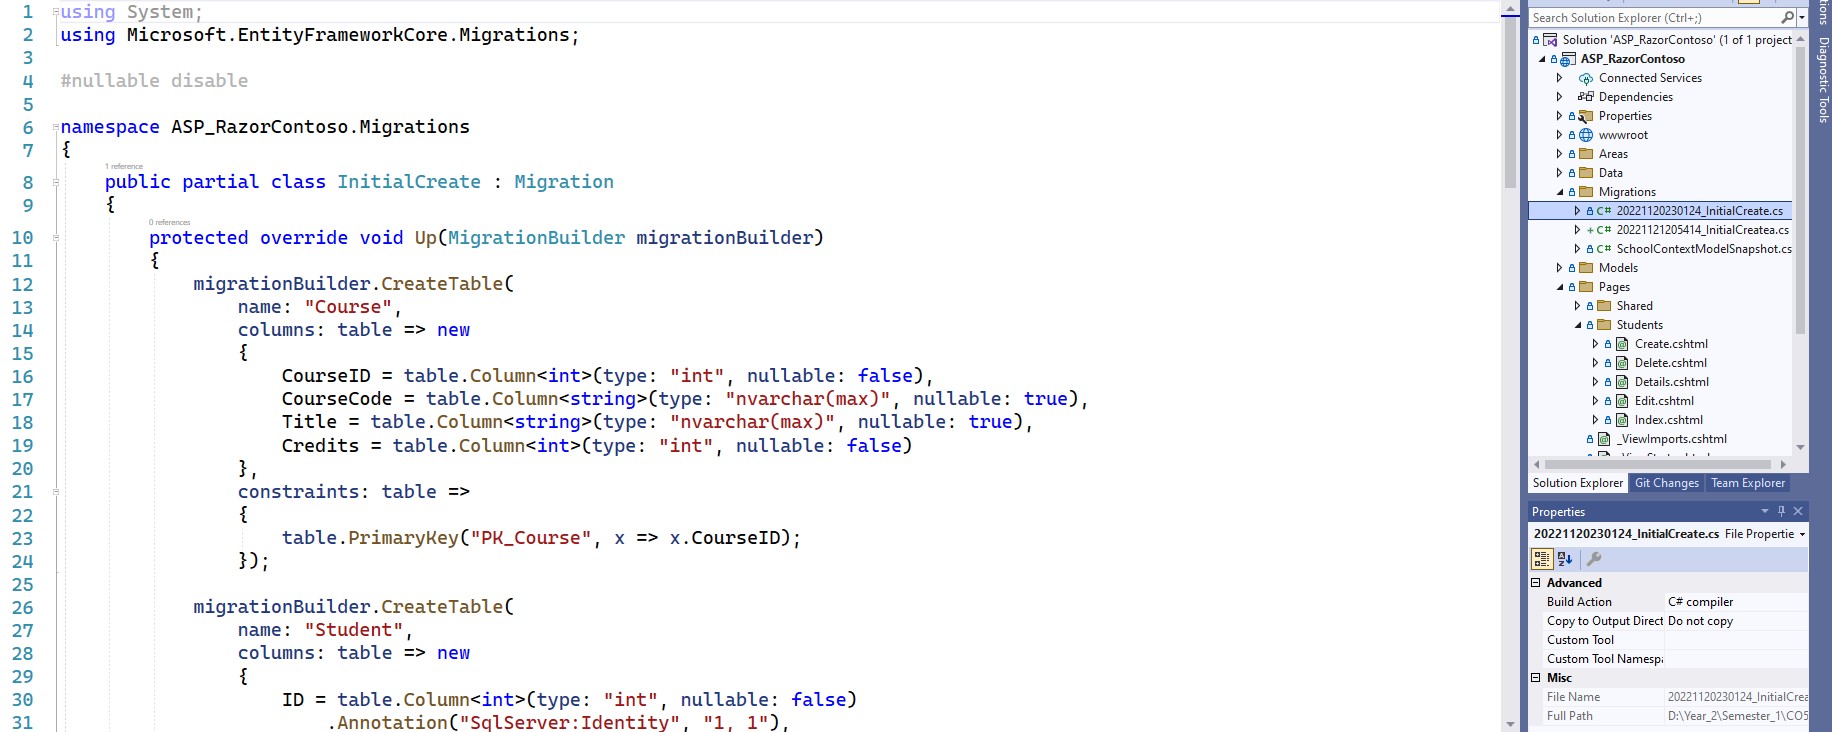 1 using System;
2 using Microsoft.EntityFrameworkCore.Migrations;
3
4 #nullable disable
5
6 namespace ASP_RazorContoso.Migrations
7 {
1 reference
8 public partial class InitialCreate : Migration
9 {
0 references
10 protected override void Up(MigrationBuilder migrationBuilder)
11 {
12 migrationBuilder.CreateTable(
13 name: "Course",
14 columns: table => new
15 {
16 CourseID = table.Column<int>(type: "int", nullable: false),
17 CourseCode = table.Column<string>(type: "nvarchar(max)", nullable: true),
18 Title = table.Column<string>(type: "nvarchar(max)", nullable: true),
19 Credits = table.Column<int>(type: "int", nullable: false)
20 },
21 constraints: table =>
22 {
23 table.PrimaryKey("PK_Course", x => x.CourseID);
24 });
25
26 migrationBuilder.CreateTable(
27 name: "Student",
28 columns: table => new
29 {
30 ID = table.Column<int>(type: "int", nullable: false)
31 .Annotation("SqlServer:Identity", "1, 1"),
Search Solution Explorer (Ctrl+;)
Solution 'ASP_RazorContoso' (1 of 1 project
ASP_RazorContoso
Connected Services
Dependencies
Properties
wwwroot
Areas
Data
Migrations
C# 20221120230124_InitialCreate.cs
+ C# 20221121205414_InitialCreatea.cs
C# SchoolContextModelSnapshot.cs
Models
Pages
Shared
Students
Create.cshtml
Delete.cshtml
Details.cshtml
Edit.cshtml
Index.cshtml
_ViewImports.cshtml
Solution Explorer Git Changes Team Explorer
Properties
20221120230124_InitialCreate.cs File Propertie
Advanced
Build Action C# compiler
Copy to Output Direct Do not copy
Custom Tool
Custom Tool Namespa
Misc
File Name 20221120230124_InitialCrea
Full Path D:\Year_2\Semester_1\CO5
Diagnostic Tools